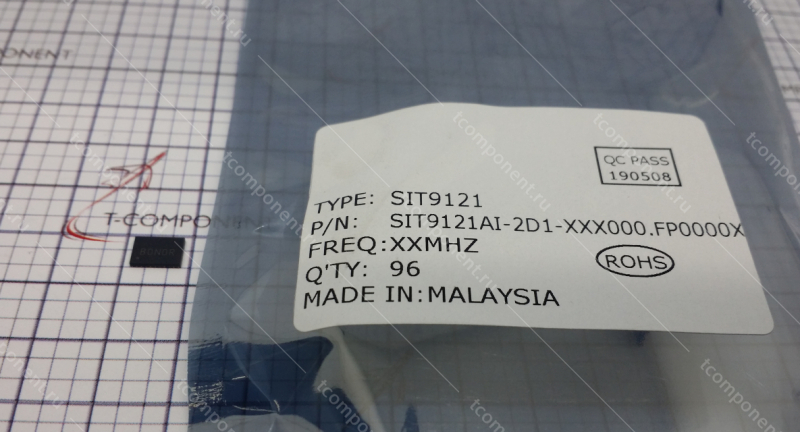 ONENT
T-COMPONENT
QC PASS
190508
TYPE: SIT9121
P/N: SIT9121AI-2D1-XXX000.FP0000X
FREQ:XXMHZ
Q'TY: 96
ROHS
MADE IN:MALAYSIA
tcomponent.ru